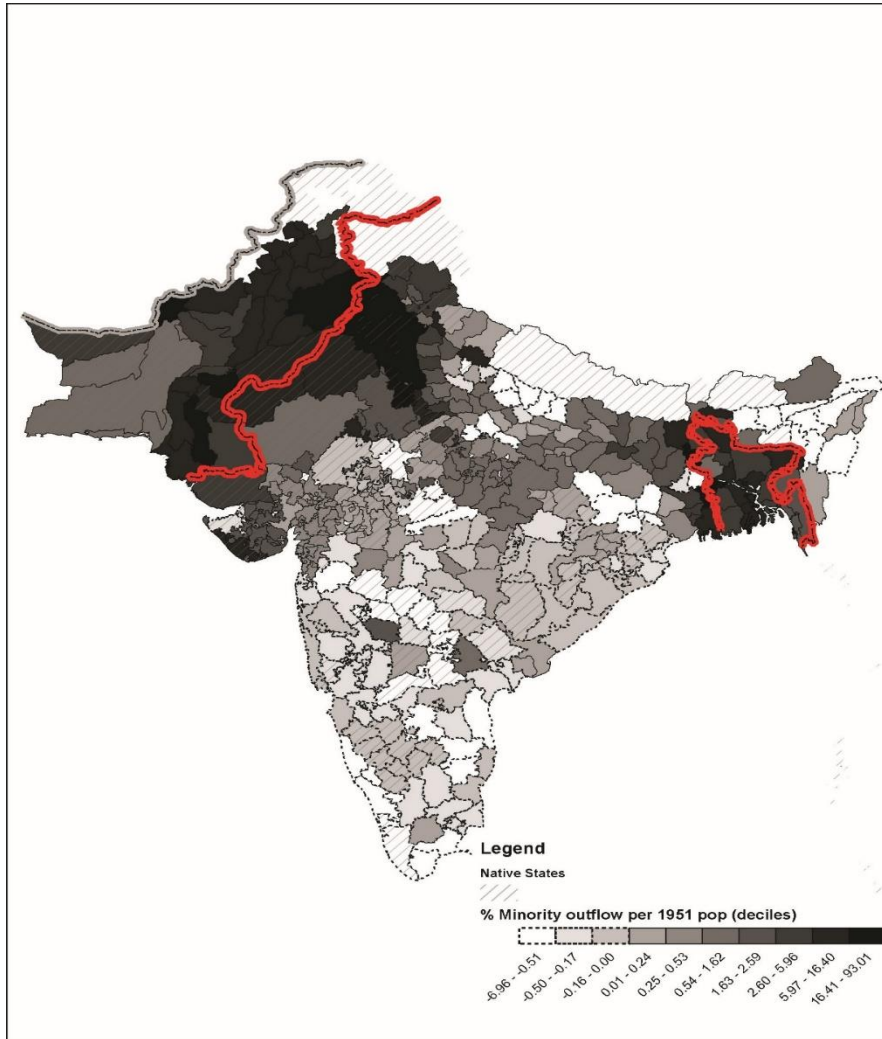 Legend
Native States
% Minority outflow per 1951 pop (deciles)
-6.96 - -0.51
-0.50 - -0.17
-0.16 - 0.00
0.01 - 0.24
0.25 - 0.53
0.54 - 1.62
1.63 - 2.59
2.60 - 5.96
5.97 - 16.40
16.41 - 93.01